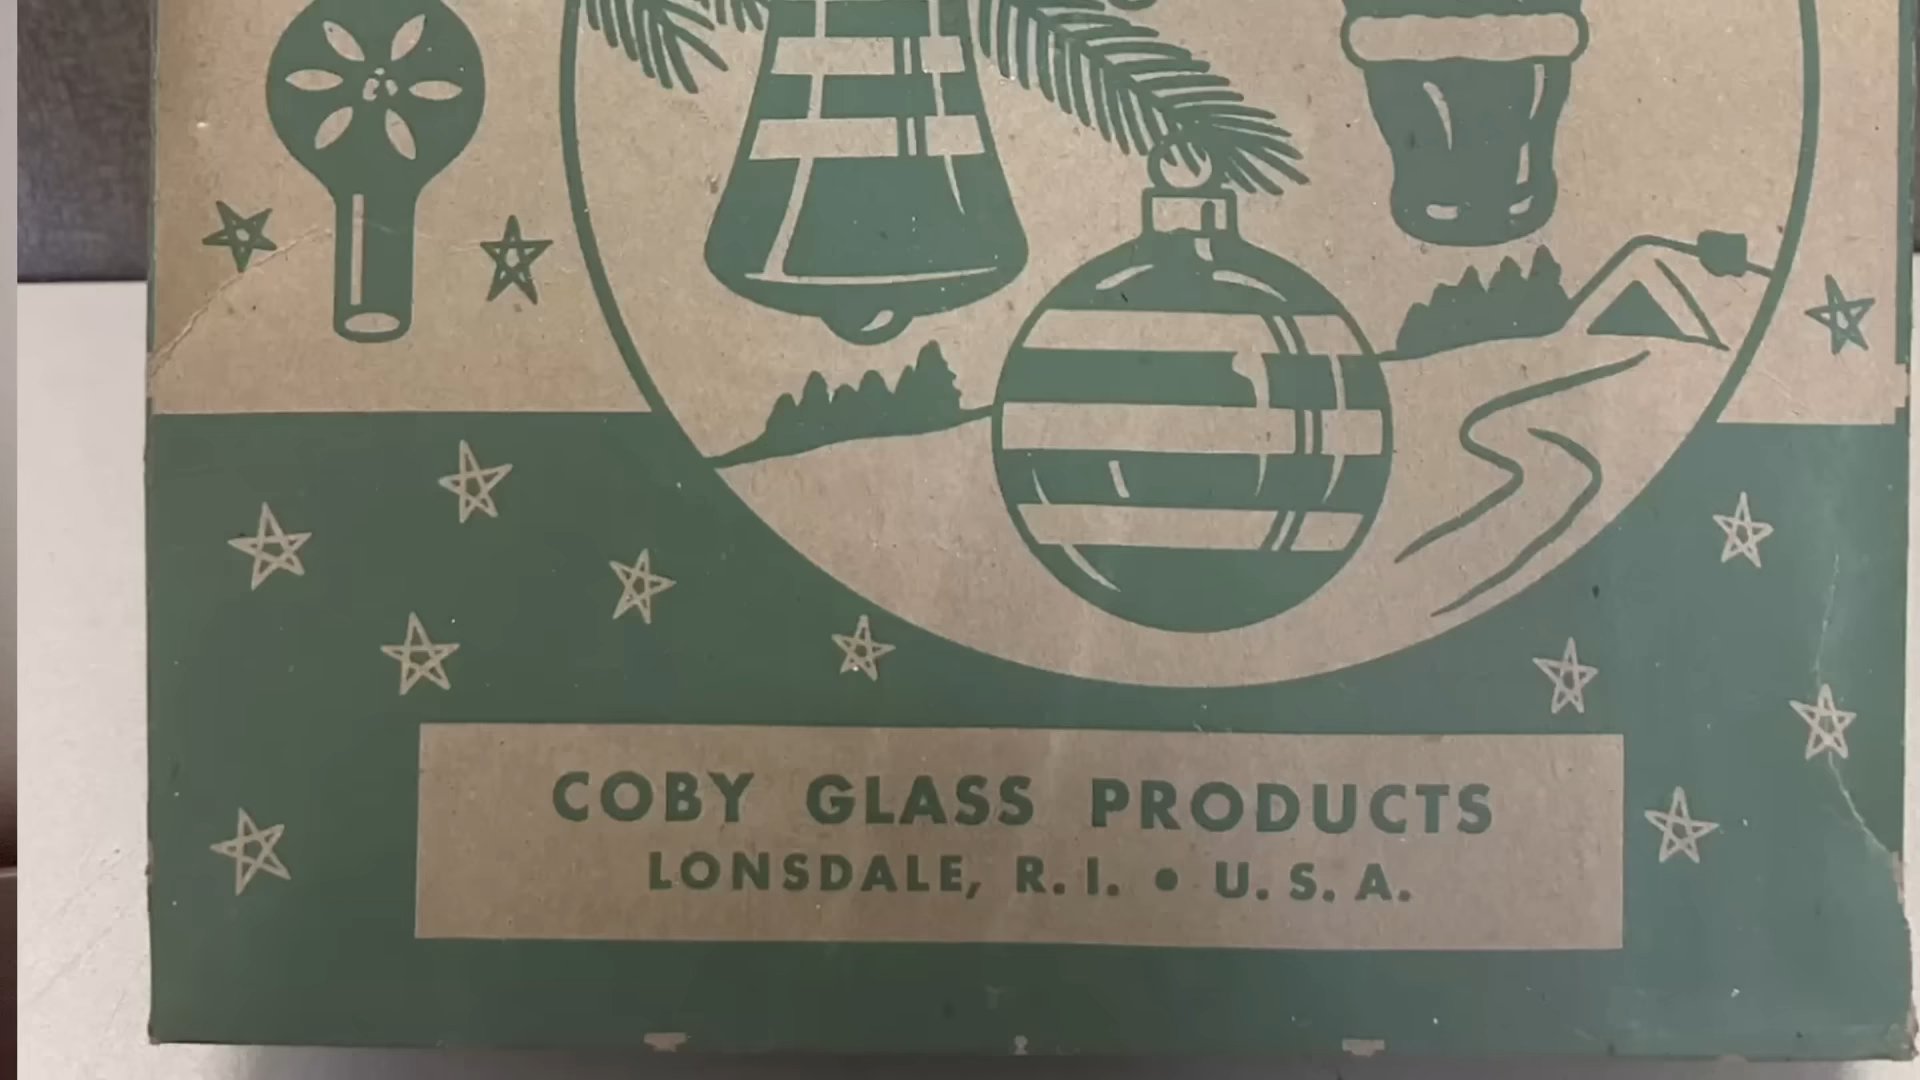 COBY GLASS PRODUCTS
LONSDALE, R. I. • U. S. A.